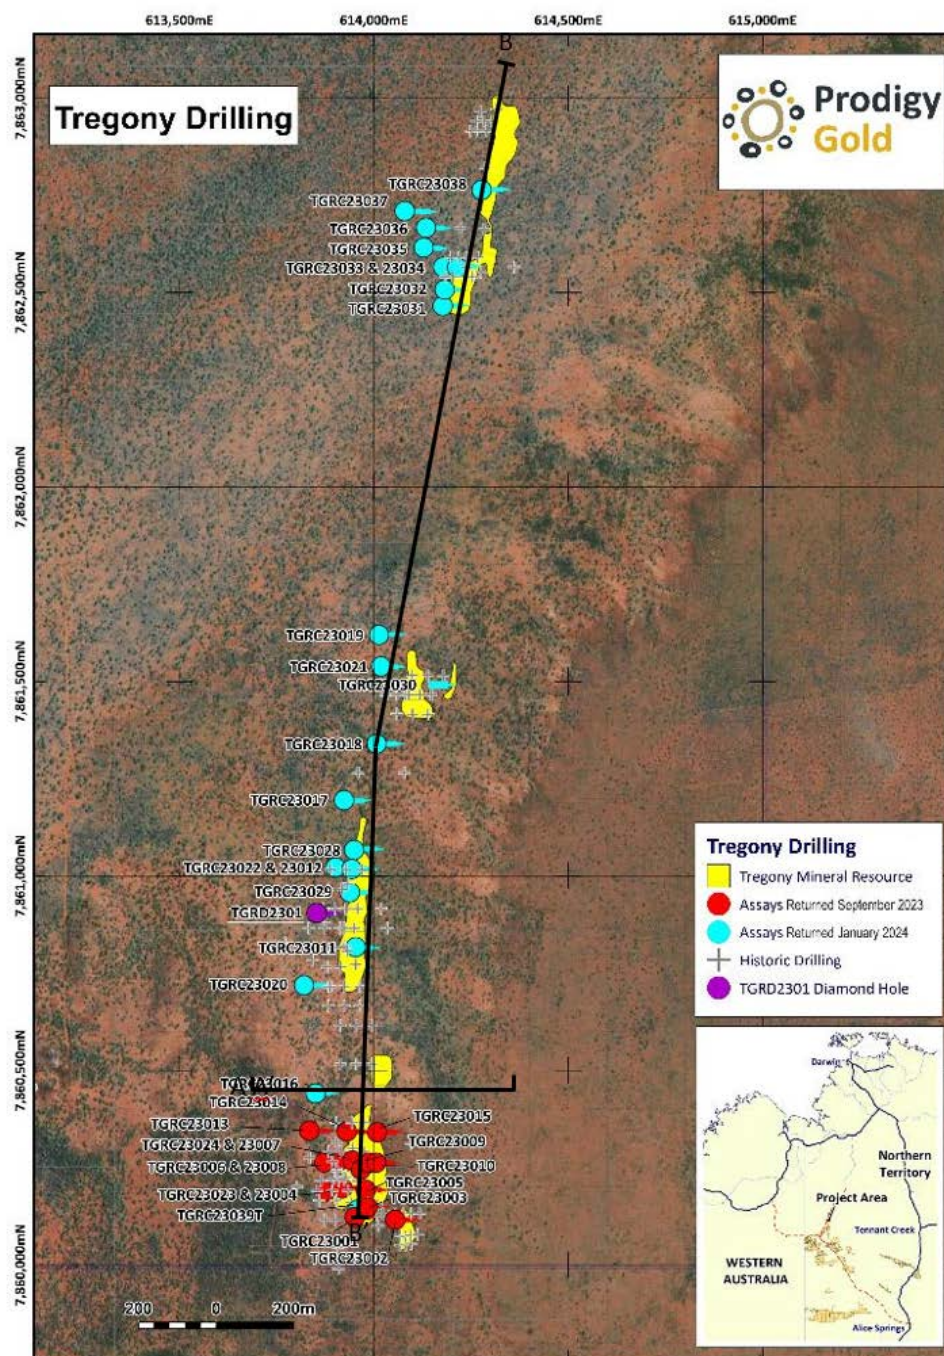 613,500mE 614,000mE 614,500mE 615,000mE
B
7,863,000mN
Tregony Drilling
Prodigy
Gold
TGRC23038
TGRC23037
TGRC23036
TGRC23035
TGRC23033 & 23034
TGRC23032
7,862,500mN
TGRC23031
7,862,000mN
TGRC23019
TGRC23021
7,861,500mN
TGRC23030
TGRC23018
TGRC23017
TGRC23028
TGRC23022 & 23012
7,861,000mN
TGRC23029
TGRD2301
TGRC23011
TGRC23020
Tregony Drilling
Tregony Mineral Resource
Assays Returned September 2023
Assays Returned January 2024
Historic Drilling
TGRD2301 Diamond Hole
7,860,500mN
TGRC23016
TGRC23014
TGRC23013
TGRC23015
TGRC23024 & 23007
TGRC23009
TGRC23006 & 23008
TGRC23010
TGRC23005
TGRC23023 & 23004
TGRC23003
TGRC23039T
B'
TGRC23001
TGRC23002
7,860,000mN
200 0 200m
Darwin
Northern
Territory
Project Area
Tennant Creek
WESTERN
AUSTRALIA
Alice Springs